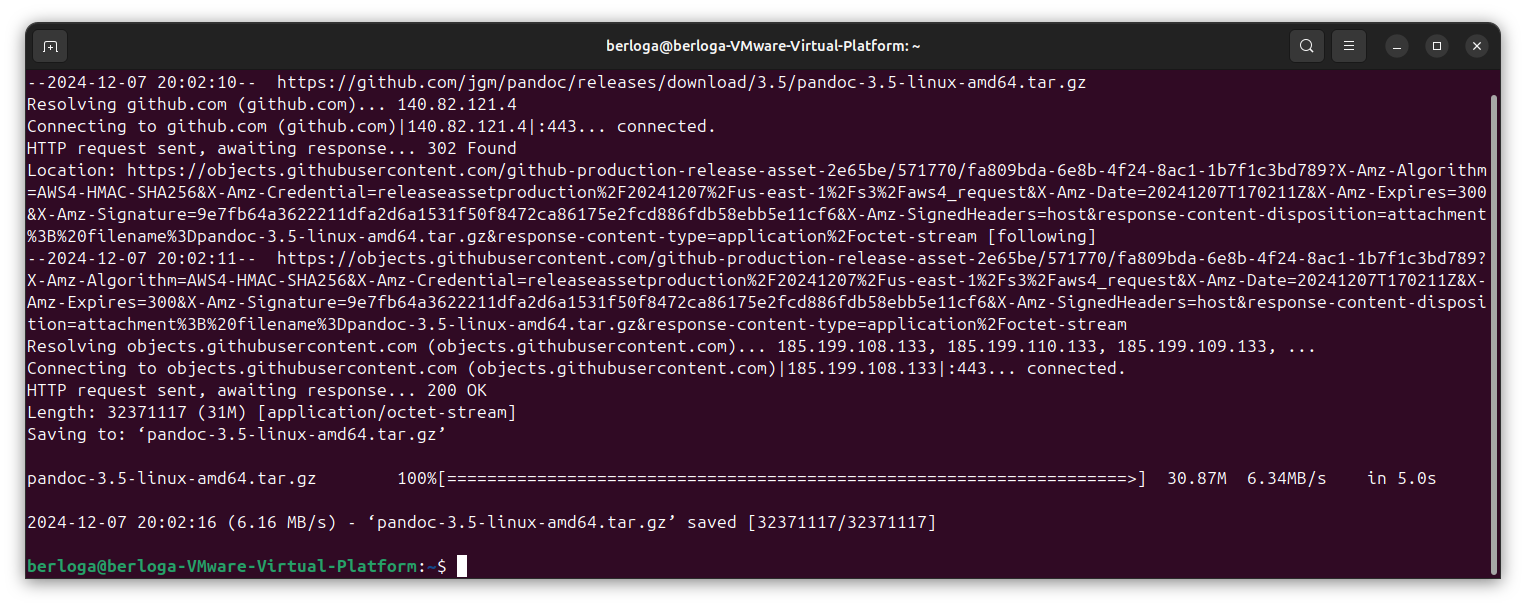 berloga@berloga-VMware-Virtual-Platform: ~
--2024-12-07 20:02:10--  https://github.com/jgm/pandoc/releases/download/3.5/pandoc-3.5-linux-amd64.tar.gz
Resolving github.com (github.com)... 140.82.121.4
Connecting to github.com (github.com)|140.82.121.4|:443... connected.
HTTP request sent, awaiting response... 302 Found
Location: https://objects.githubusercontent.com/github-production-release-asset-2e65be/571770/fa809bda-6e8b-4f24-8ac1-1b7f1c3bd789?X-Amz-Algorithm
=AWS4-HMAC-SHA256&X-Amz-Credential=releaseassetproduction%2F20241207%2Fus-east-1%2Fs3%2Faws4_request&X-Amz-Date=20241207T170211Z&X-Amz-Expires=300
&X-Amz-Signature=9e7fb64a3622211dfa2d6a1531f50f8472ca86175e2fcd886fdb58ebb5e11cf6&X-Amz-SignedHeaders=host&response-content-disposition=attachment
%3B%20filename%3Dpandoc-3.5-linux-amd64.tar.gz&response-content-type=application%2Foctet-stream [following]
--2024-12-07 20:02:11--  https://objects.githubusercontent.com/github-production-release-asset-2e65be/571770/fa809bda-6e8b-4f24-8ac1-1b7f1c3bd789?
X-Amz-Algorithm=AWS4-HMAC-SHA256&X-Amz-Credential=releaseassetproduction%2F20241207%2Fus-east-1%2Fs3%2Faws4_request&X-Amz-Date=20241207T170211Z&X-
Amz-Expires=300&X-Amz-Signature=9e7fb64a3622211dfa2d6a1531f50f8472ca86175e2fcd886fdb58ebb5e11cf6&X-Amz-SignedHeaders=host&response-content-disposi
tion=attachment%3B%20filename%3Dpandoc-3.5-linux-amd64.tar.gz&response-content-type=application%2Foctet-stream
Resolving objects.githubusercontent.com (objects.githubusercontent.com)... 185.199.108.133, 185.199.110.133, 185.199.109.133, ...
Connecting to objects.githubusercontent.com (objects.githubusercontent.com)|185.199.108.133|:443... connected.
HTTP request sent, awaiting response... 200 OK
Length: 32371117 (31M) [application/octet-stream]
Saving to: ‘pandoc-3.5-linux-amd64.tar.gz’
pandoc-3.5-linux-amd64.tar.gz        100%[====================================================================>]  30.87M  6.34MB/s    in 5.0s
2024-12-07 20:02:16 (6.16 MB/s) - ‘pandoc-3.5-linux-amd64.tar.gz’ saved [32371117/32371117]
berloga@berloga-VMware-Virtual-Platform:~$